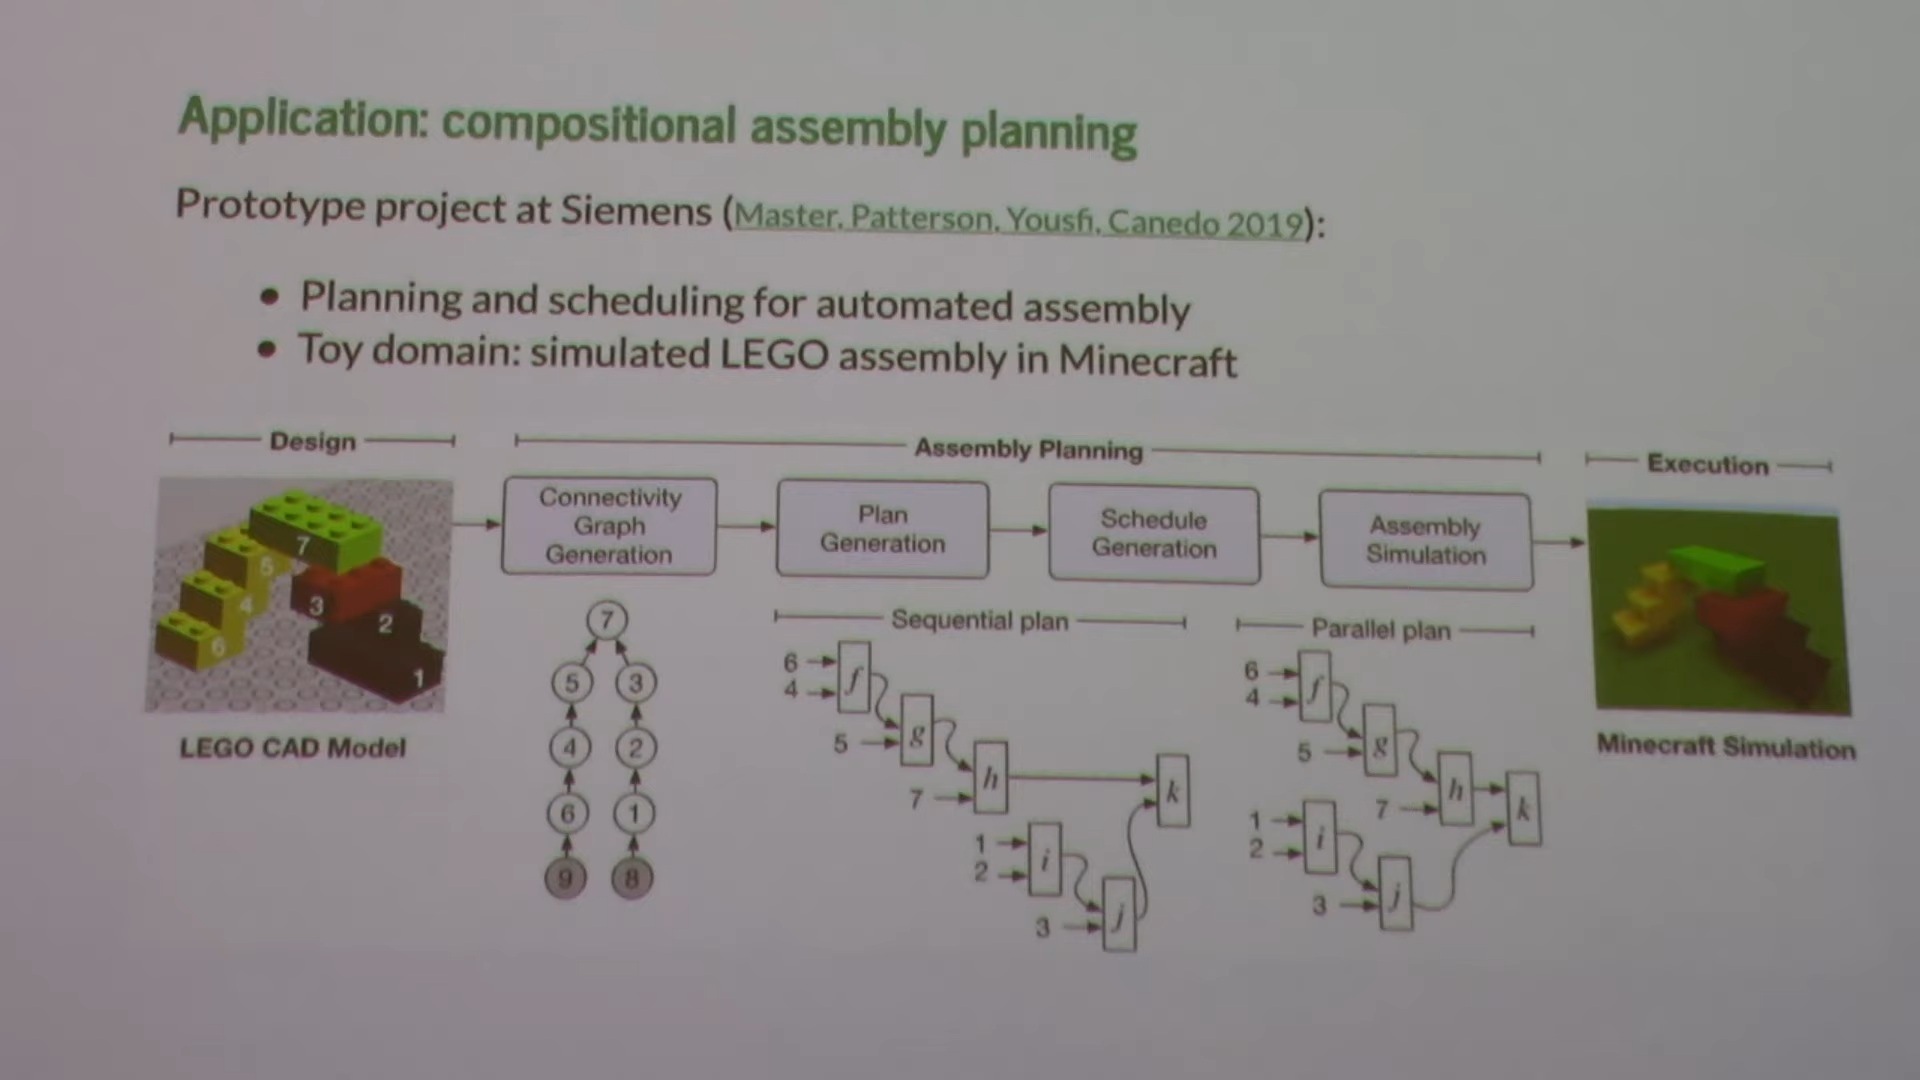 Application: compositional assembly planning
Prototype project at Siemens (Master, Patterson, Yousfi, Canedo 2019):
• Planning and scheduling for automated assembly
• Toy domain: simulated LEGO assembly in Minecraft
Design
Assembly Planning
Execution
7
5
4
6
3
2
1
LEGO CAD Model
Connectivity
Graph
Generation
Plan
Generation
Schedule
Generation
Assembly
Simulation
7
5 3
4 2
6 1
9 8
Sequential plan
6
4
f
5
g
7
h
k
1
2
i
3
j
Parallel plan
6
4
f
5
g
7
h
k
1
2
i
3
j
Minecraft Simulation